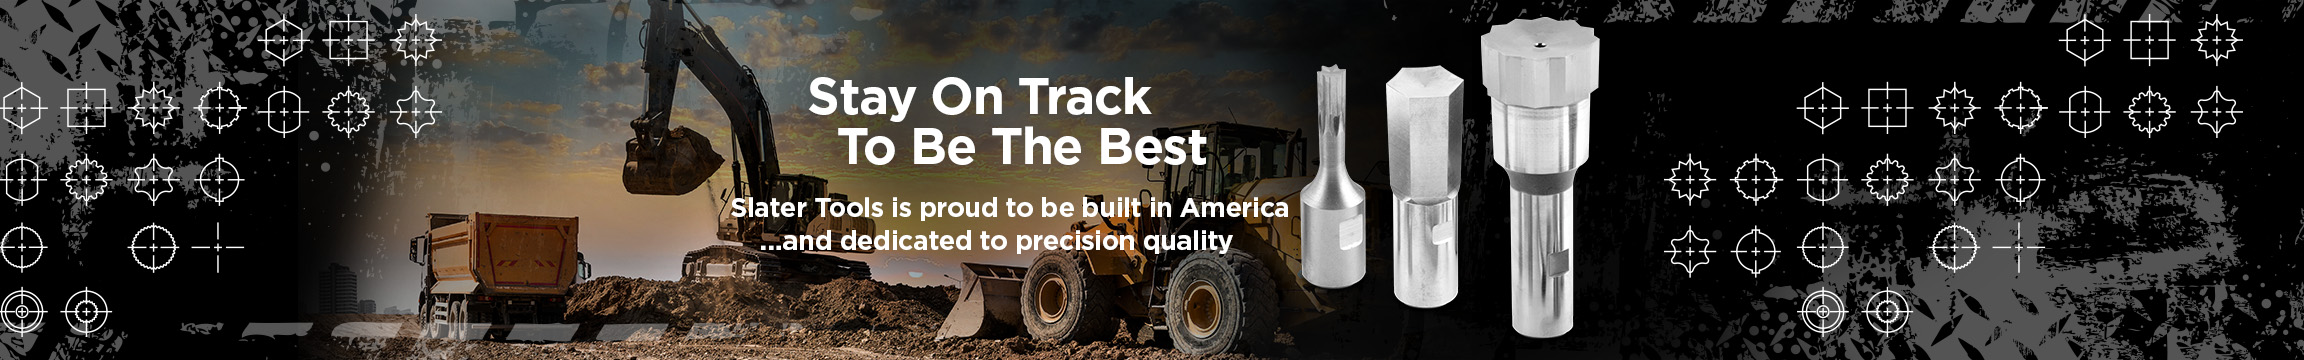 Stay On Track
To Be The Best
Slater Tools is proud to be built in America
...and dedicated to precision quality